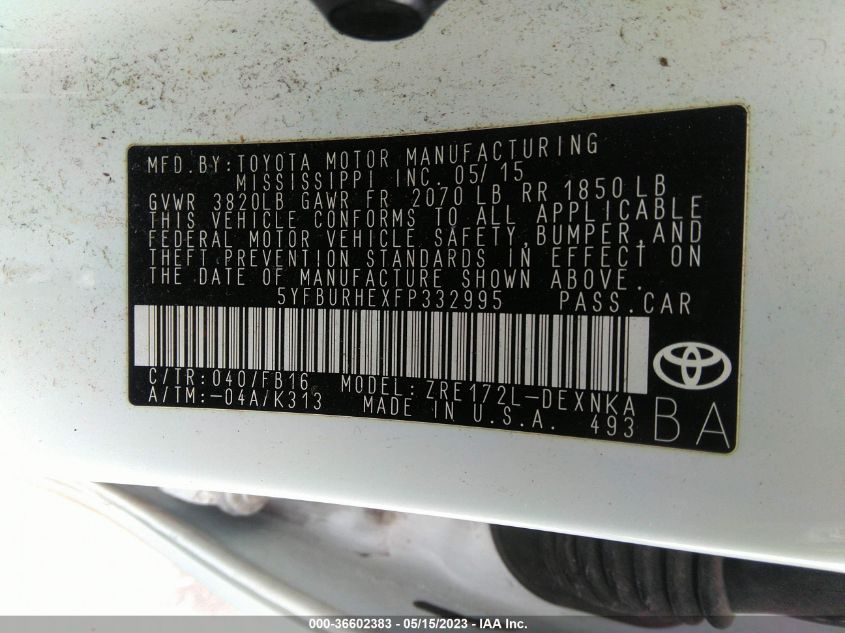 MFD.BY:TOYOTA MOTOR MANUFACTURING
MISSISSIPPI INC. 05/15
GVWR 3820LB GAWR FR 2070 LB RR 1850 LB
THIS VEHICLE CONFORMS TO ALL APPLICABLE
FEDERAL MOTOR VEHICLE SAFETY,BUMPER,AND
THEFT PREVENTION STANDARDS IN EFFECT ON
THE DATE OF MANUFACTURE SHOWN ABOVE.
5YFBURHEXFP332995 PASS.CAR
C/TR:040/FB16 MODEL:ZRE172L-DEXNKA
A/TM:-04A/K313 MADE IN U.S.A. 493
BA
000-36602383 - 05/15/2023 - IAA Inc.